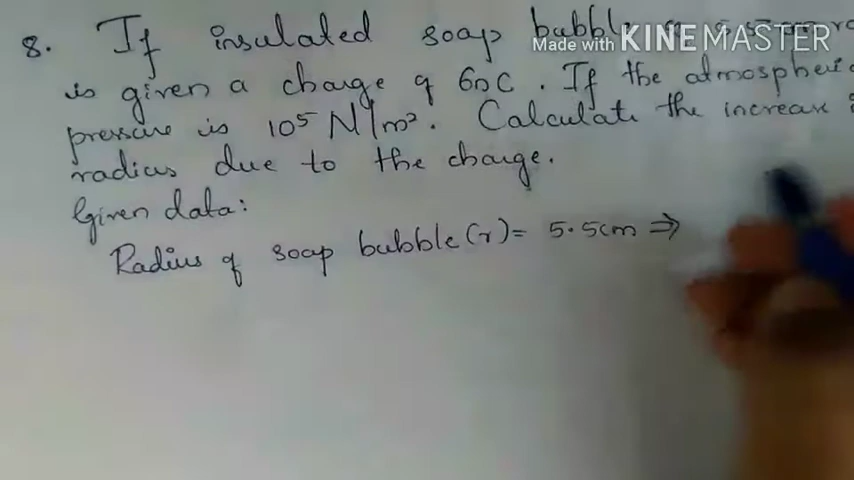 8. If insulated soap bubble
Made with KINEMASTER
is given a charge of 60 C. If the atmospheric
pressure is 10⁵ N/m². Calculate the increase
radius due to the charge.
Given data:
Radius of soap bubble (r) = 5.5cm ⇒